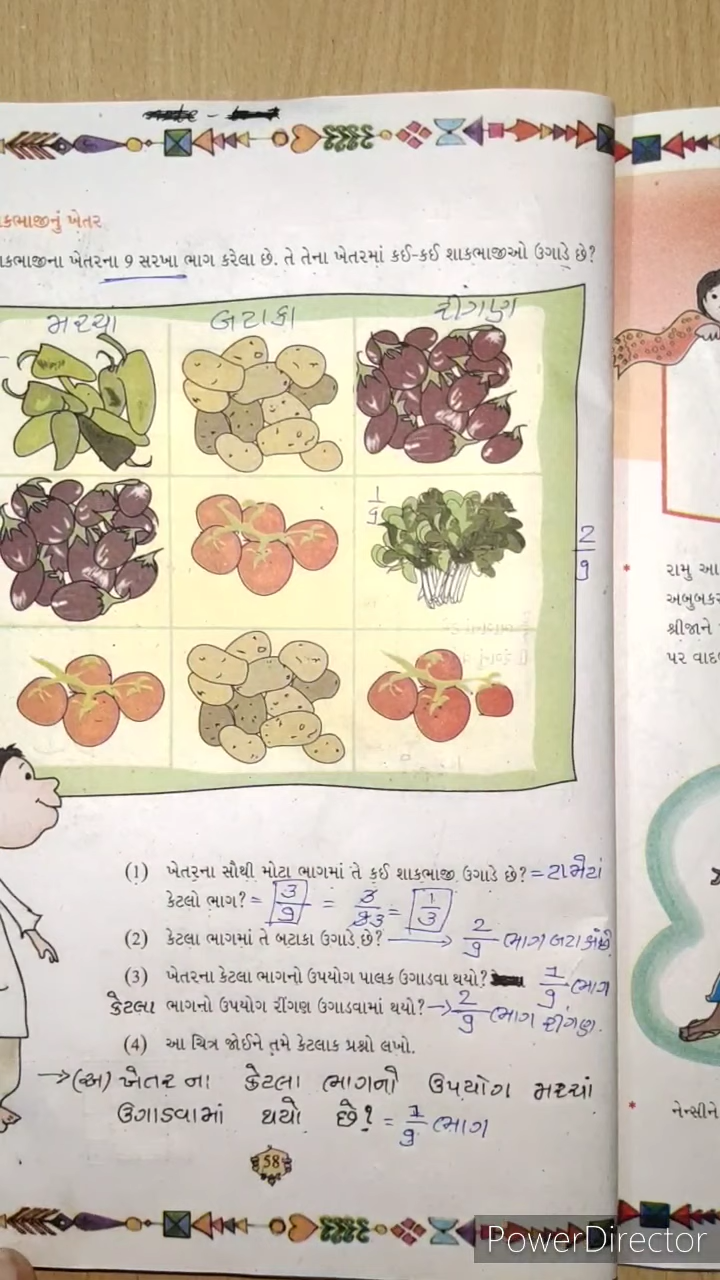 કભાજીનું ખેતર
કભાજીના ખેતરના 9 સરખા ભાગ કરેલા છે. તે તેના ખેતરમાં કઈ-કઈ શાકભાજીઓ ઉગાડે છે?
મરચાં બટાકા રીંગણ
1/9
2/9
(1) ખેતરના સૌથી મોટા ભાગમાં તે કઈ શાકભાજી ઉગાડે છે? = ટામેટાં
કેટલો ભાગ? = 3/9 = 3/9 3 = 1/3
(2) કેટલા ભાગમાં તે બટાકા ઉગાડે છે? → 2/9 ભાગ બટાકા
(3) ખેતરના કેટલા ભાગનો ઉપયોગ પાલક ઉગાડવા થયો? 1/9 ભાગ
કેટલા ભાગનો ઉપયોગ રીંગણ ઉગાડવામાં થયો? → 2/9 ભાગ રીંગણ.
(4) આ ચિત્ર જોઈને તમે કેટલાક પ્રશ્નો લખો.
→ (અ) ખેતર ના કેટલા ભાગનો ઉપયોગ મરચાં
ઉગાડવામાં થયો છે? = 1/9 ભાગ
58
*
રામુ આ
અબુબક
શ્રીજાને
પર વાદ
*
નેન્સીને
PowerDirector